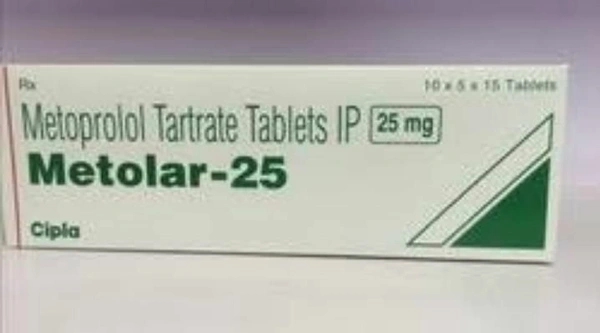 Rx
10 x 5 x 15 Tablets
Metoprolol Tartrate Tablets IP 25 mg
Metolar-25
Cipla